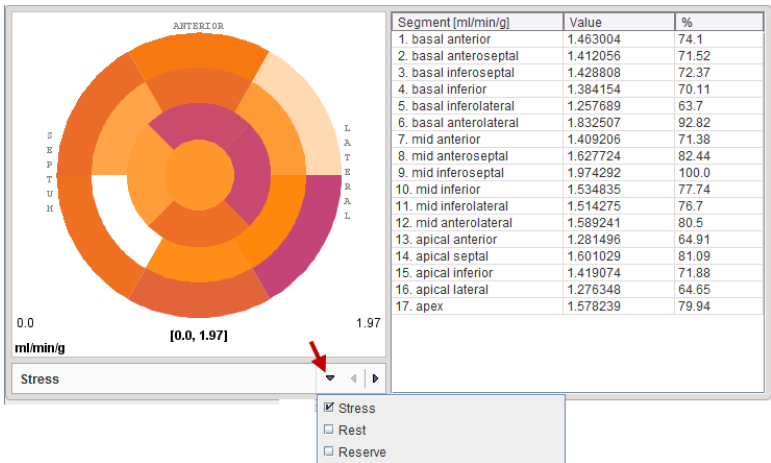 ANTERIOR
SEPTUM
LATERAL
0.0
1.97
[0.0, 1.97]
ml/min/g
Segment [ml/min/g] Value %
1. basal anterior 1.463004 74.1
2. basal anteroseptal 1.412056 71.52
3. basal inferoseptal 1.428808 72.37
4. basal inferior 1.384154 70.11
5. basal inferolateral 1.257689 63.7
6. basal anterolateral 1.832507 92.82
7. mid anterior 1.409206 71.38
8. mid anteroseptal 1.627724 82.44
9. mid inferoseptal 1.974292 100.0
10. mid inferior 1.534835 77.74
11. mid inferolateral 1.514275 76.7
12. mid anterolateral 1.589241 80.5
13. apical anterior 1.281496 64.91
14. apical septal 1.601029 81.09
15. apical inferior 1.419074 71.88
16. apical lateral 1.276348 64.65
17. apex 1.578239 79.94
Stress
Stress
Rest
Reserve